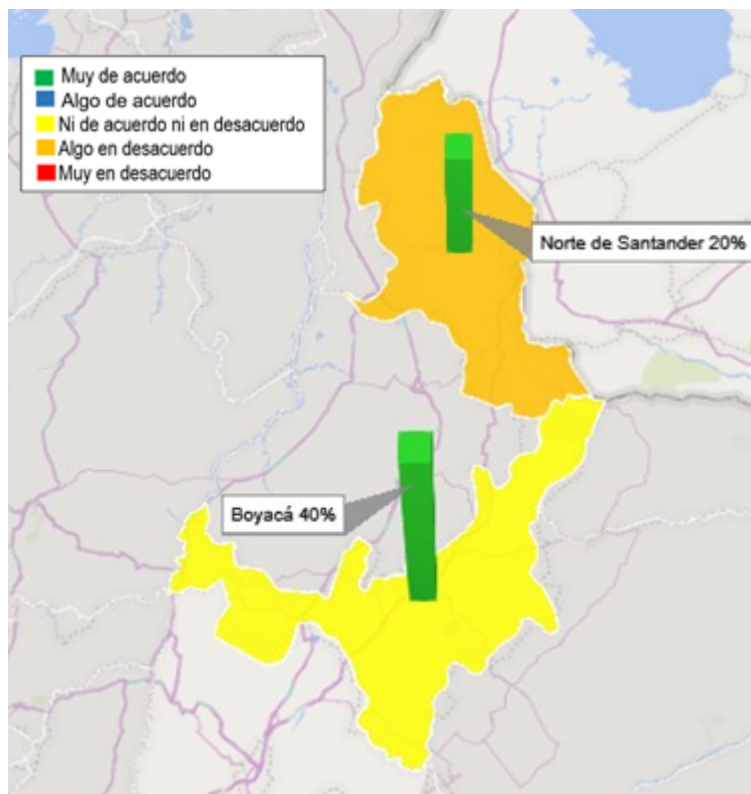 Muy de acuerdo
Algo de acuerdo
Ni de acuerdo ni en desacuerdo
Algo en desacuerdo
Muy en desacuerdo
Norte de Santander 20%
Boyacá 40%